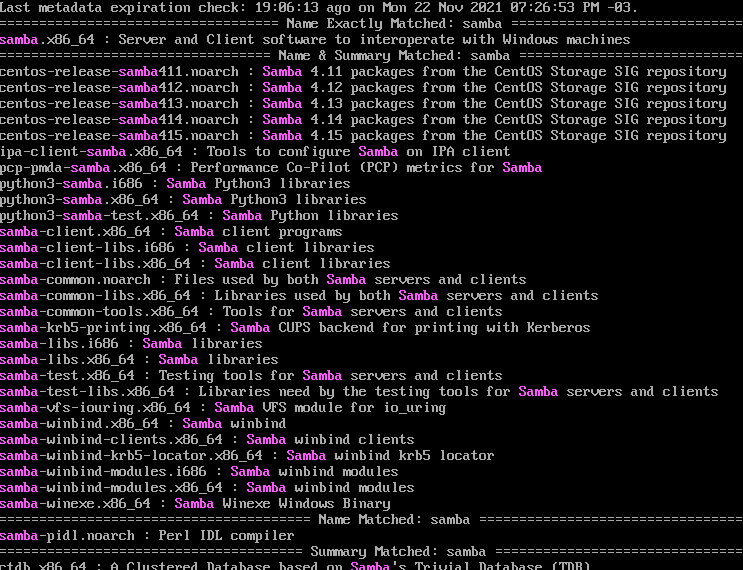 Last metadata expiration check: 19:06:13 ago on Mon 22 Nov 2021 07:26:53 PM -03.
===================================== Name Exactly Matched: samba =====================================
samba.x86_64 : Server and Client software to interoperate with Windows machines
==================================== Name & Summary Matched: samba ====================================
centos-release-samba411.noarch : Samba 4.11 packages from the CentOS Storage SIG repository
centos-release-samba412.noarch : Samba 4.12 packages from the CentOS Storage SIG repository
centos-release-samba413.noarch : Samba 4.13 packages from the CentOS Storage SIG repository
centos-release-samba414.noarch : Samba 4.14 packages from the CentOS Storage SIG repository
centos-release-samba415.noarch : Samba 4.15 packages from the CentOS Storage SIG repository
ipa-client-samba.x86_64 : Tools to configure Samba on IPA client
pcp-pmda-samba.x86_64 : Performance Co-Pilot (PCP) metrics for Samba
python3-samba.i686 : Samba Python3 libraries
python3-samba.x86_64 : Samba Python3 libraries
python3-samba-test.x86_64 : Samba Python libraries
samba-client.x86_64 : Samba client programs
samba-client-libs.i686 : Samba client libraries
samba-client-libs.x86_64 : Samba client libraries
samba-common.noarch : Files used by both Samba servers and clients
samba-common-libs.x86_64 : Libraries used by both Samba servers and clients
samba-common-tools.x86_64 : Tools for Samba servers and clients
samba-krb5-printing.x86_64 : Samba CUPS backend for printing with Kerberos
samba-libs.i686 : Samba libraries
samba-libs.x86_64 : Samba libraries
samba-test.x86_64 : Testing tools for Samba servers and clients
samba-test-libs.x86_64 : Libraries need by the testing tools for Samba servers and clients
samba-vfs-iouring.x86_64 : Samba VFS module for io_uring
samba-winbind.x86_64 : Samba winbind
samba-winbind-clients.x86_64 : Samba winbind clients
samba-winbind-krb5-locator.x86_64 : Samba winbind krb5 locator
samba-winbind-modules.i686 : Samba winbind modules
samba-winbind-modules.x86_64 : Samba winbind modules
samba-winexe.x86_64 : Samba Winexe Windows Binary
========================================= Name Matched: samba =========================================
samba-pidl.noarch : Perl IDL compiler
======================================== Summary Matched: samba =======================================
ctdb.x86_64 : A Clustered Database based on Samba's Trivial Database (TDB)